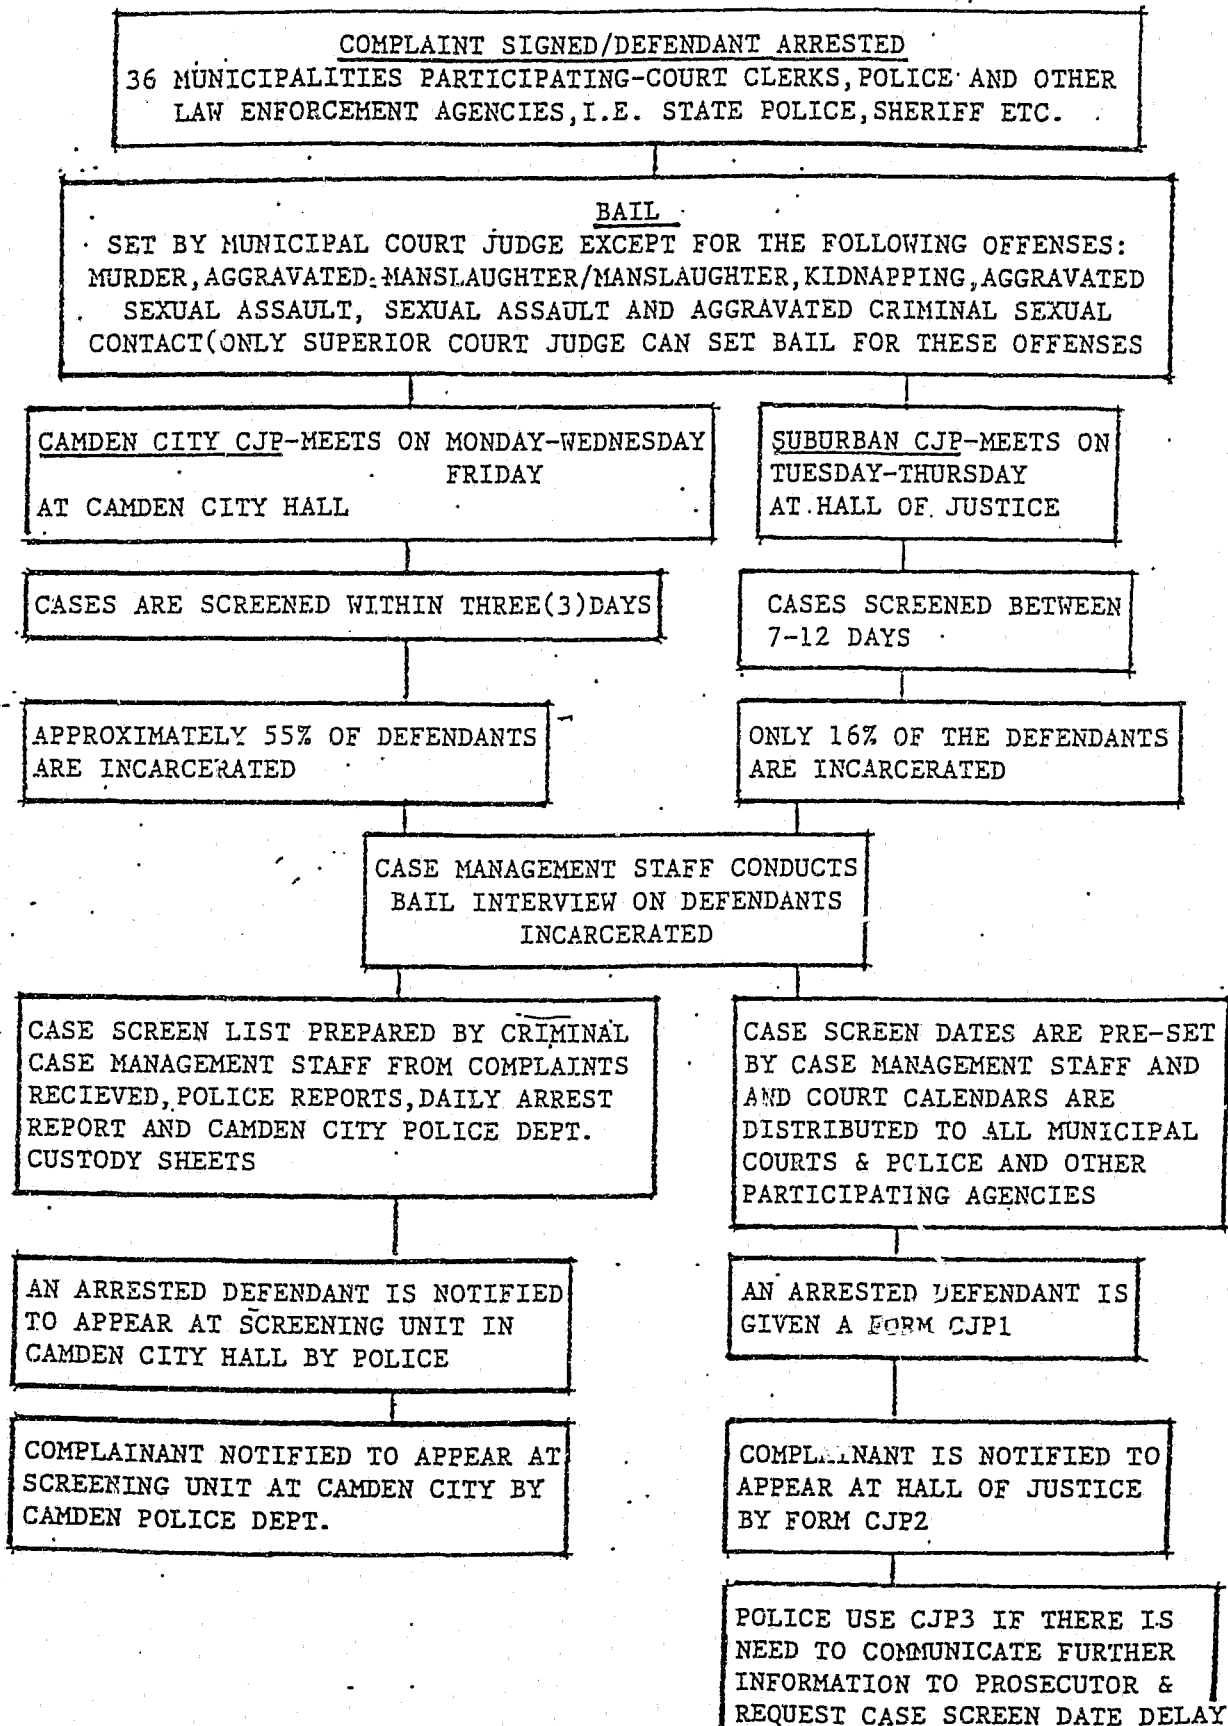 COMPLAINT SIGNED/DEFENDANT ARRESTED
36 MUNICIPALITIES PARTICIPATING-COURT CLERKS,POLICE AND OTHER
LAW ENFORCEMENT AGENCIES,I.E. STATE POLICE,SHERIFF ETC.
BAIL
SET BY MUNICIPAL COURT JUDGE EXCEPT FOR THE FOLLOWING OFFENSES:
MURDER,AGGRAVATED MANSLAUGHTER/MANSLAUGHTER,KIDNAPPING,AGGRAVATED
SEXUAL ASSAULT, SEXUAL ASSAULT AND AGGRAVATED CRIMINAL SEXUAL
CONTACT(ONLY SUPERIOR COURT JUDGE CAN SET BAIL FOR THESE OFFENSES
CAMDEN CITY CJP-MEETS ON MONDAY-WEDNESDAY
FRIDAY
AT CAMDEN CITY HALL
SUBURBAN CJP-MEETS ON
TUESDAY-THURSDAY
AT HALL OF JUSTICE
CASES ARE SCREENED WITHIN THREE(3)DAYS
CASES SCREENED BETWEEN
7-12 DAYS
APPROXIMATELY 55% OF DEFENDANTS
ARE INCARCERATED
ONLY 16% OF THE DEFENDANTS
ARE INCARCERATED
CASE MANAGEMENT STAFF CONDUCTS
BAIL INTERVIEW ON DEFENDANTS
INCARCERATED
CASE SCREEN LIST PREPARED BY CRIMINAL
CASE MANAGEMENT STAFF FROM COMPLAINTS
RECIEVED,POLICE REPORTS,DAILY ARREST
REPORT AND CAMDEN CITY POLICE DEPT.
CUSTODY SHEETS
CASE SCREEN DATES ARE PRE-SET
BY CASE MANAGEMENT STAFF AND
AND COURT CALENDARS ARE
DISTRIBUTED TO ALL MUNICIPAL
COURTS & POLICE AND OTHER
PARTICIPATING AGENCIES
AN ARRESTED DEFENDANT IS NOTIFIED
TO APPEAR AT SCREENING UNIT IN
CAMDEN CITY HALL BY POLICE
AN ARRESTED DEFENDANT IS
GIVEN A FORM CJP1
COMPLAINANT NOTIFIED TO APPEAR AT
SCREENING UNIT AT CAMDEN CITY BY
CAMDEN POLICE DEPT.
COMPLAINANT IS NOTIFIED TO
APPEAR AT HALL OF JUSTICE
BY FORM CJP2
POLICE USE CJP3 IF THERE IS
NEED TO COMMUNICATE FURTHER
INFORMATION TO PROSECUTOR &
REQUEST CASE SCREEN DATE DELAY